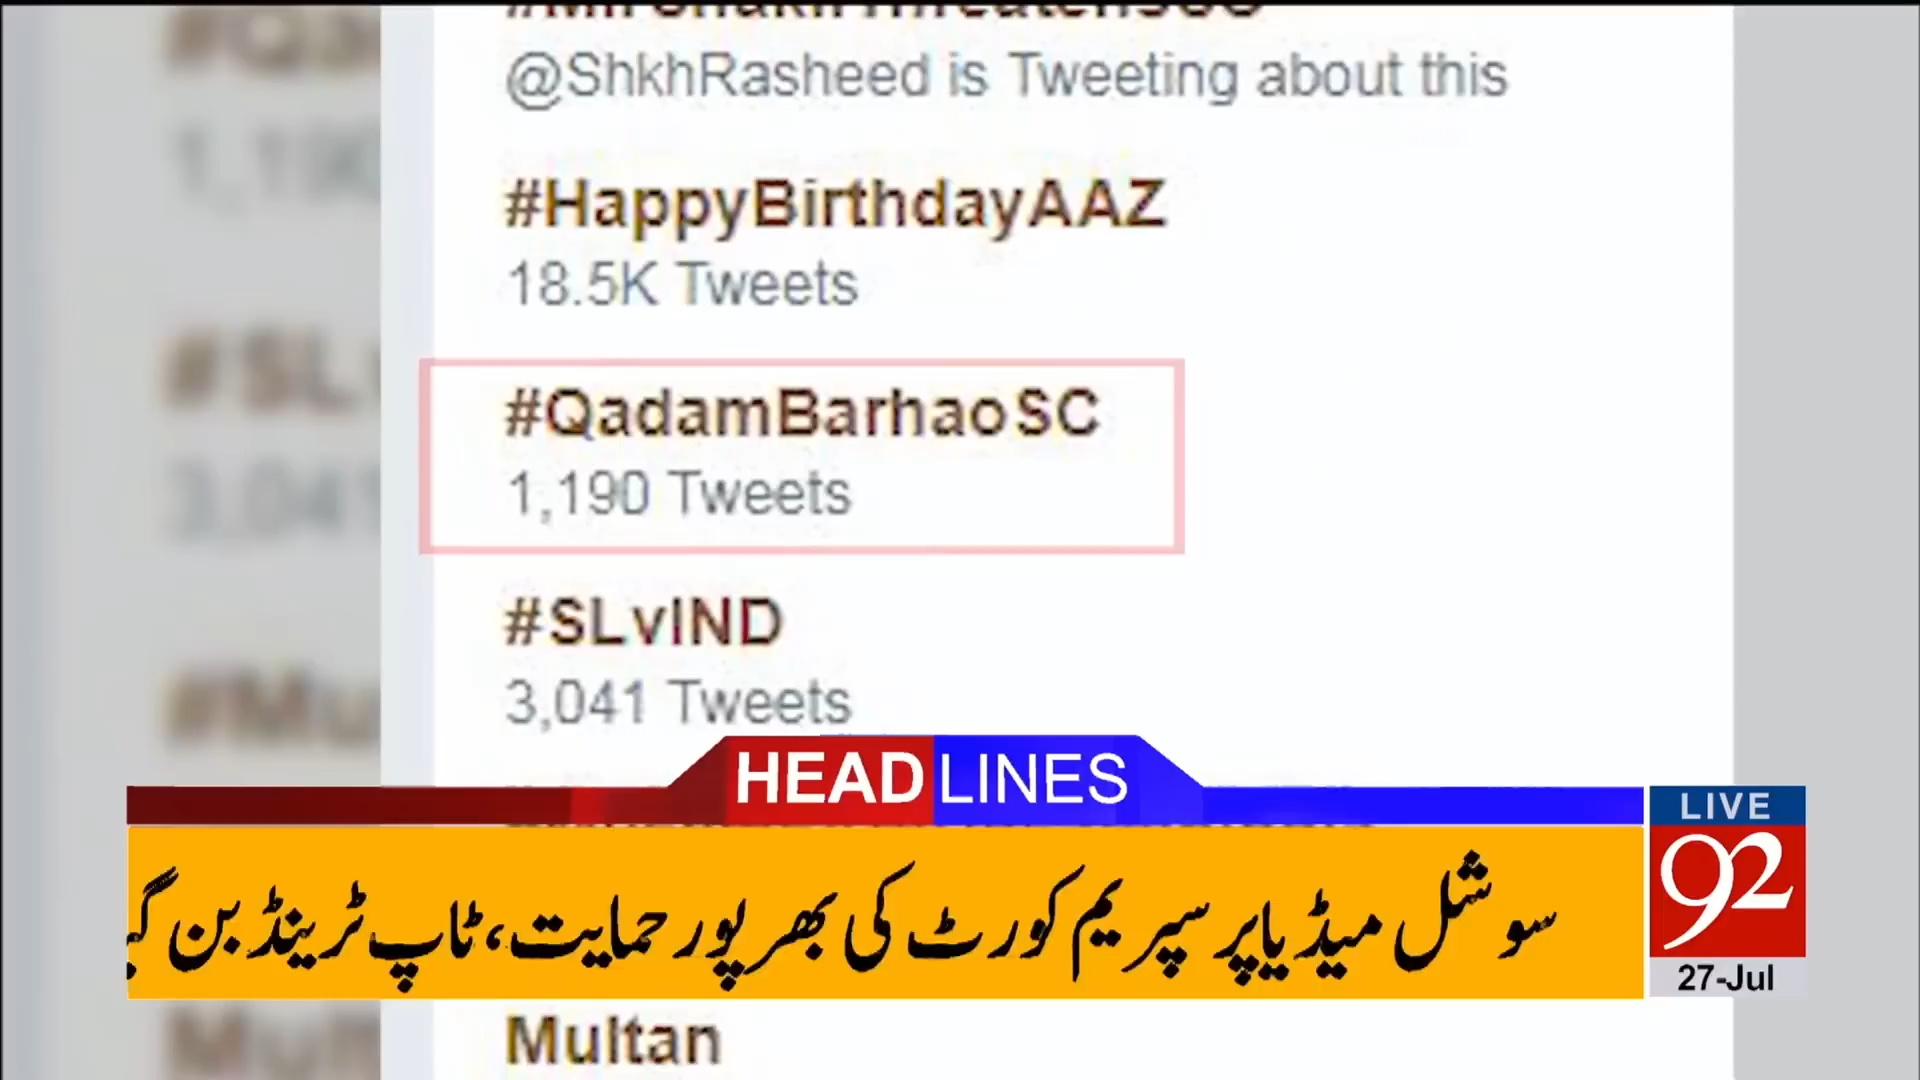 @ShkhRasheed is Tweeting about this
#HappyBirthdayAAZ
18.5K Tweets
#QadamBarhaoSC
1,190 Tweets
#SLvIND
3,041 Tweets
HEADLINES
LIVE
92
سوشل میڈیا پر سپریم کورٹ کی بھرپور حمایت، ٹاپ ٹرینڈ بن
27-Jul
Multan